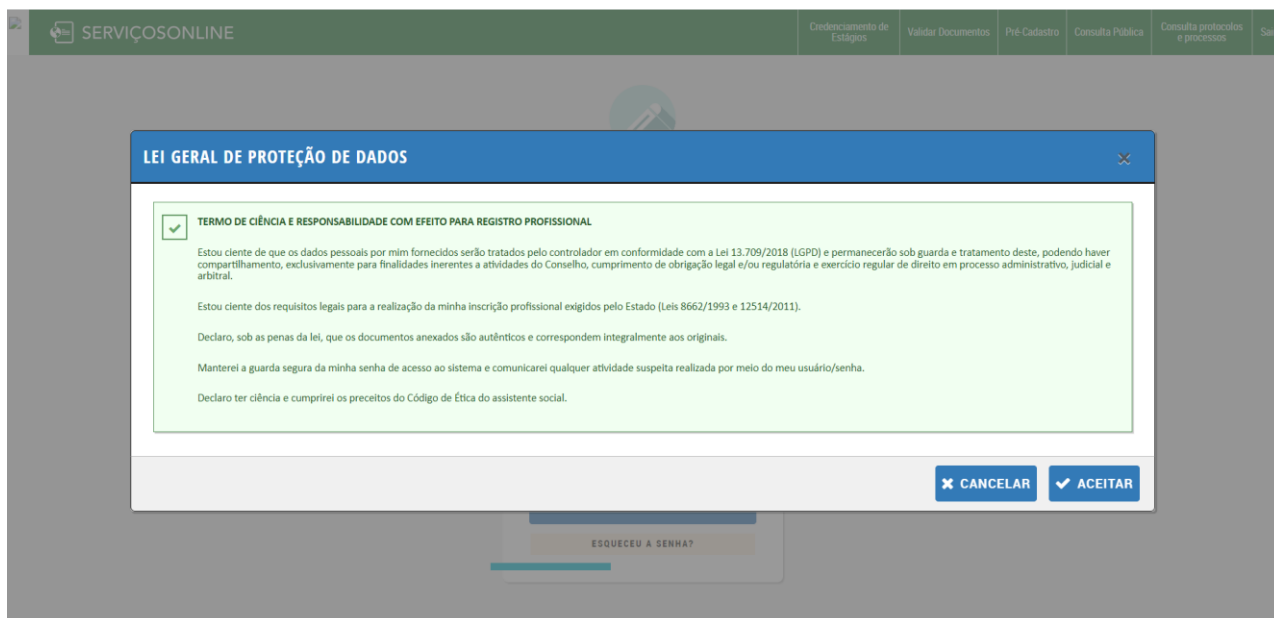 SERVIÇOSONLINE
Credenciamento de
Estágios
Validar Documentos
Pré-Cadastro
Consulta Pública
Consulta protocolos
e processos
LEI GERAL DE PROTEÇÃO DE DADOS
TERMO DE CIÊNCIA E RESPONSABILIDADE COM EFEITO PARA REGISTRO PROFISSIONAL
Estou ciente de que os dados pessoais por mim fornecidos serão tratados pelo controlador em conformidade com a Lei 13.709/2018 (LGPD) e permanecerão sob guarda e tratamento deste, podendo haver
compartilhamento, exclusivamente para finalidades inerentes a atividades do Conselho, cumprimento de obrigação legal e/ou regulatória e exercício regular de direito em processo administrativo, judicial e
arbitral.
Estou ciente dos requisitos legais para a realização da minha inscrição profissional exigidos pelo Estado (Leis 8662/1993 e 12514/2011).
Declaro, sob as penas da lei, que os documentos anexados são autênticos e correspondem integralmente aos originais.
Manterei a guarda segura da minha senha de acesso ao sistema e comunicarei qualquer atividade suspeita realizada por meio do meu usuário/senha.
Declaro ter ciência e cumprirei os preceitos do Código de Ética do assistente social.
CANCELAR
ACEITAR
ESQUECEU A SENHA?